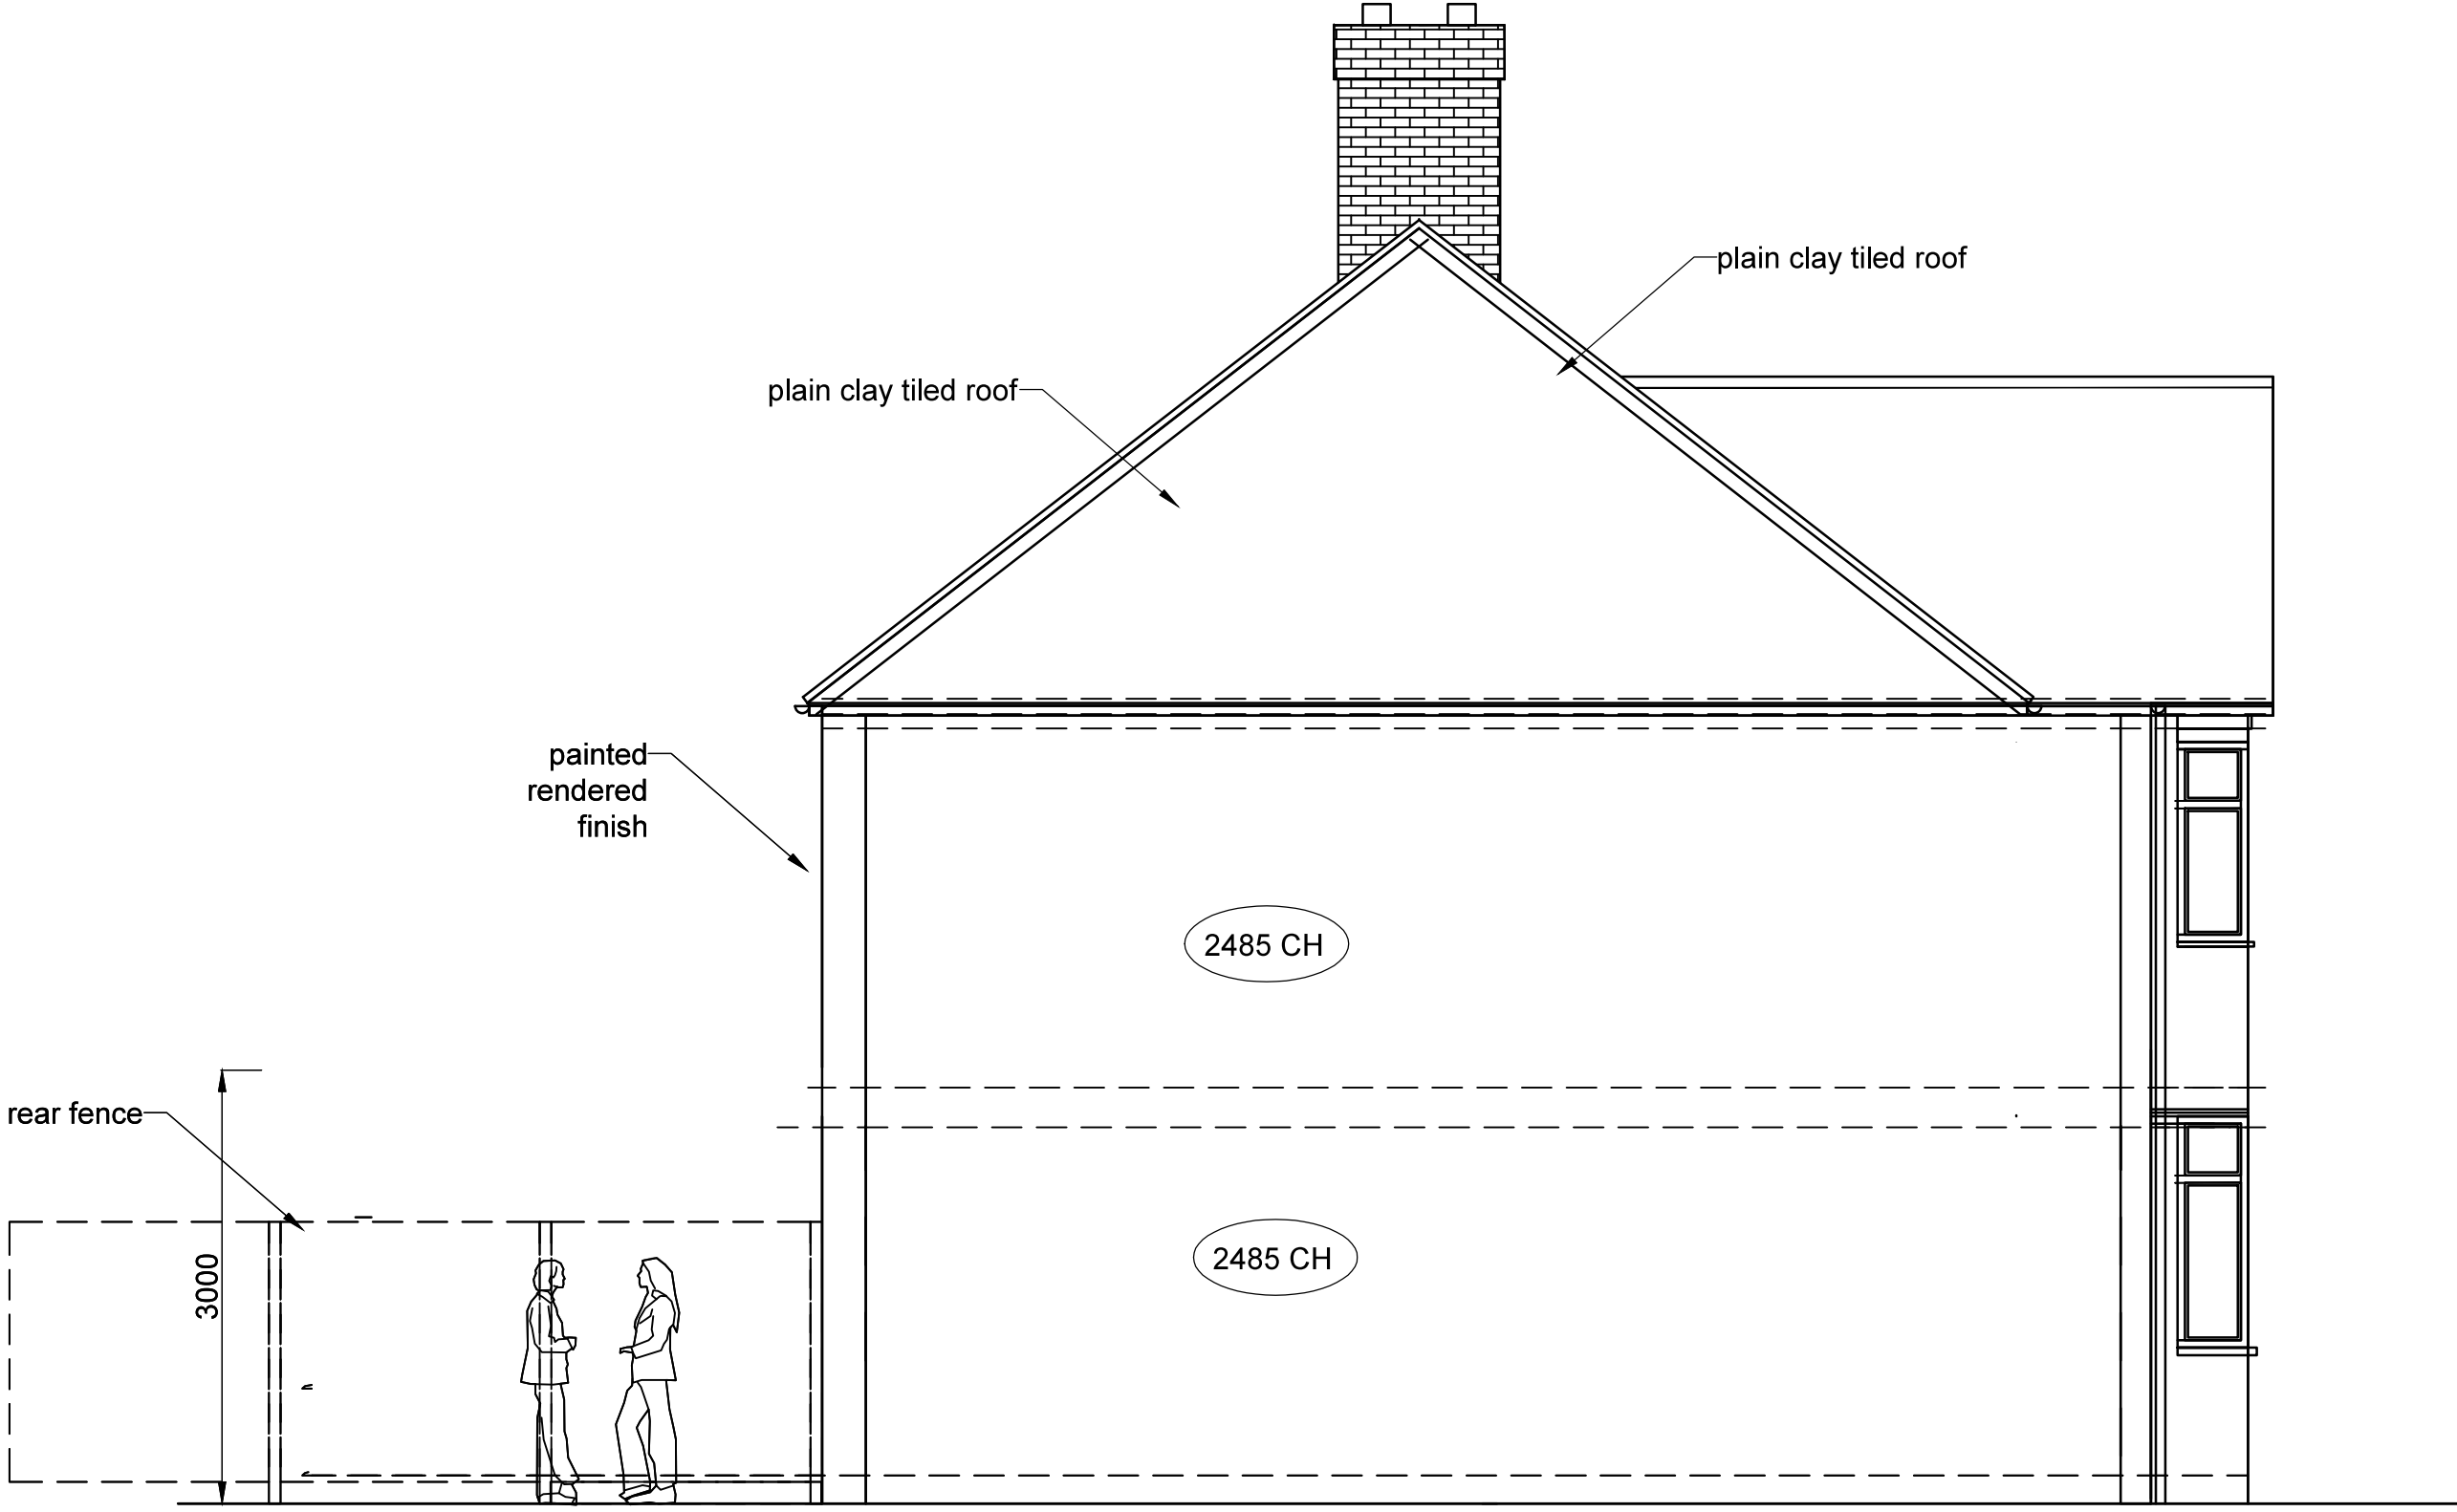 plain clay tiled roof
plain clay tiled roof
painted
rendered
finish
2485 CH
rear fence
2485 CH
3000